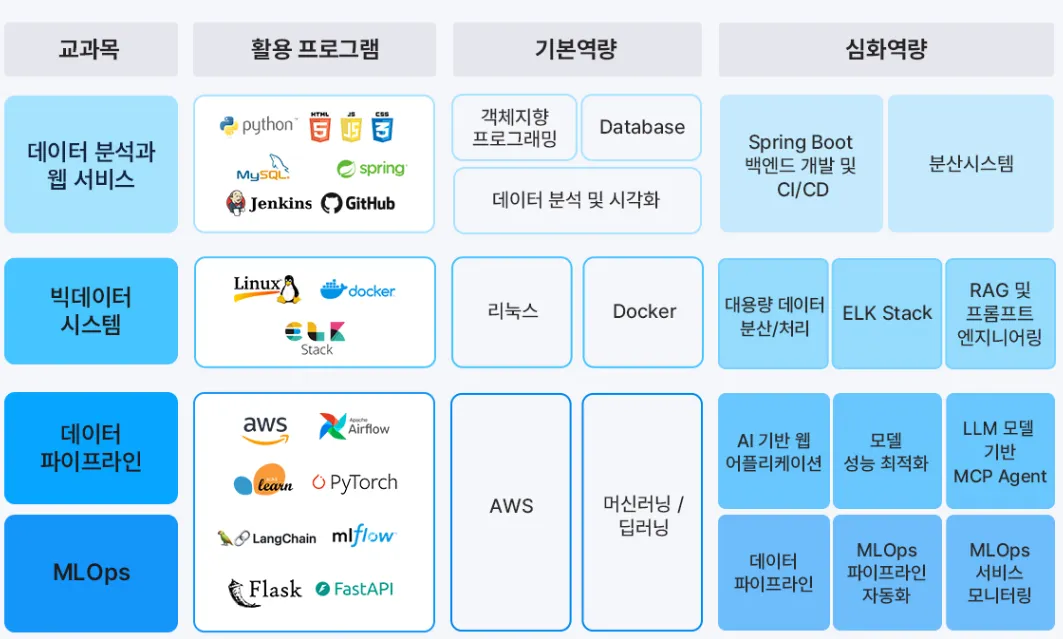 교과목
활용 프로그램
기본역량
심화역량
데이터 분석과
웹 서비스
python
HTML
5
JS
JS
CSS
3
MySQL
spring
Jenkins
GitHub
객체지향
프로그래밍
Database
데이터 분석 및 시각화
Spring Boot
백엔드 개발 및
CI/CD
분산시스템
빅데이터
시스템
Linux
docker
Stack
리눅스
Docker
대용량 데이터
분산/처리
ELK Stack
RAG 및
프롬프트
엔지니어링
데이터
파이프라인
MLOps
aws
Apache
Airflow
learn
PyTorch
LangChain
mlflow
Flask
FastAPI
AWS
머신러닝 /
딥러닝
AI 기반 웹
어플리케이션
모델
성능 최적화
LLM 모델
기반
MCP Agent
데이터
파이프라인
MLOps
파이프라인
자동화
MLOps
서비스
모니터링